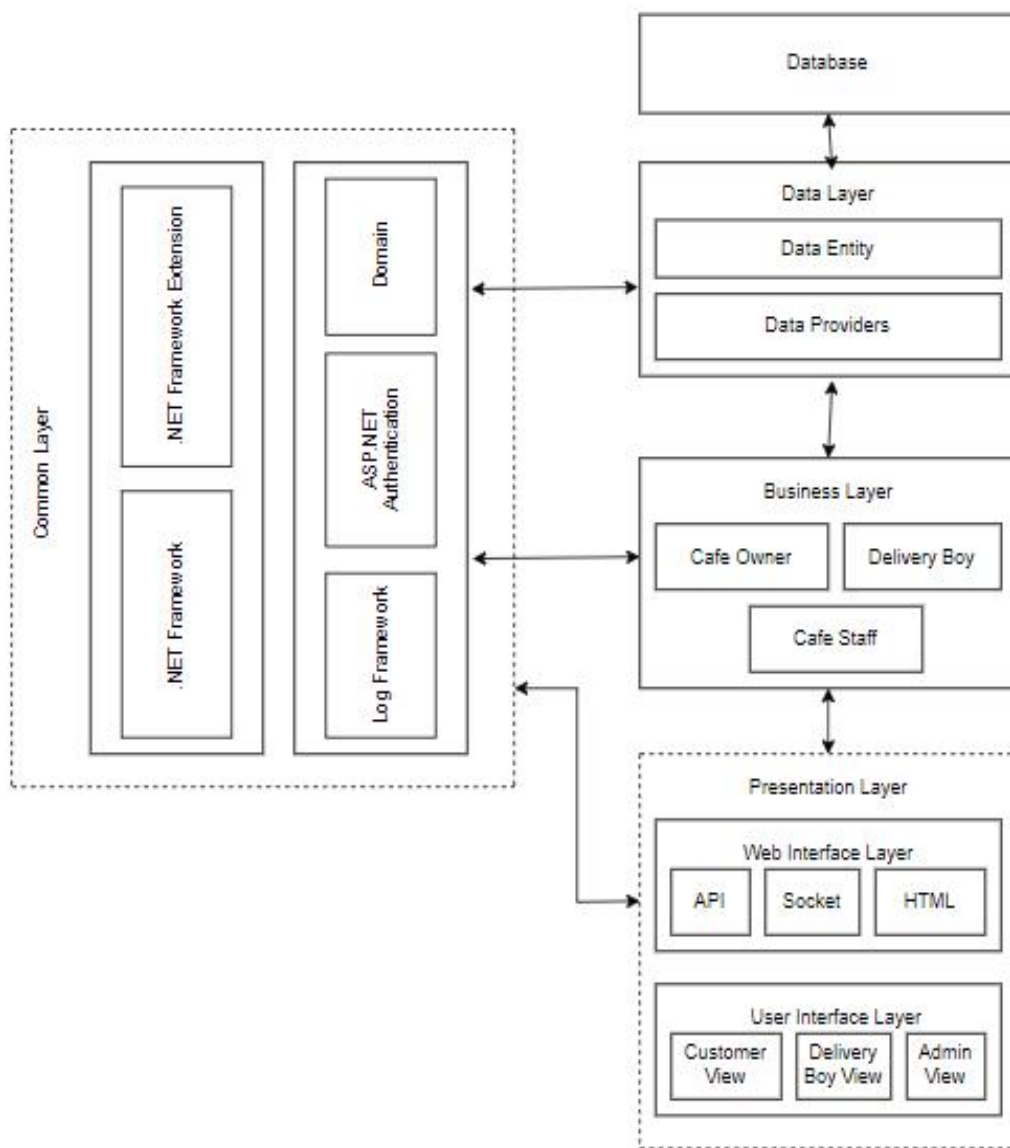 Database
Data Layer
Data Entity
Data Providers
Common Layer
.NET Framework Extension
.NET Framework
Domain
ASP.NET
Authentication
Log Framework
Business Layer
Cafe Owner
Delivery Boy
Cafe Staff
Presentation Layer
Web Interface Layer
API
Socket
HTML
User Interface Layer
Customer
View
Delivery
Boy View
Admin
View